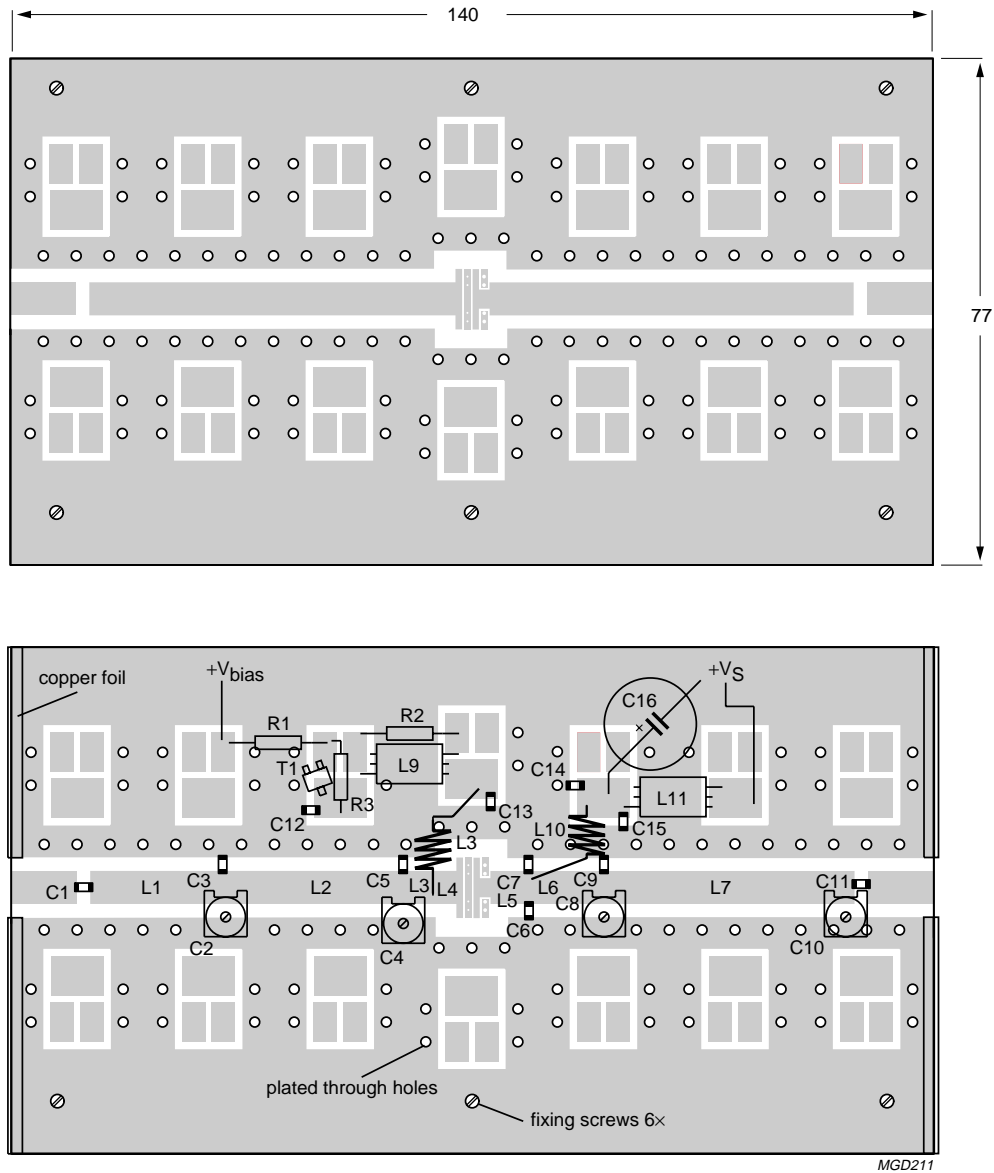 140
77
copper foil
+Vbias
+VS
C16
R1
R2
T1
L9
C14
L11
R3
C13
C12
L10
C15
L3
C3
C5
C7
C9
C1
L1
L2
L3
L4
L6
L7
C11
L5
C8
C6
C2
C4
C10
plated through holes
fixing screws 6×
MGD211